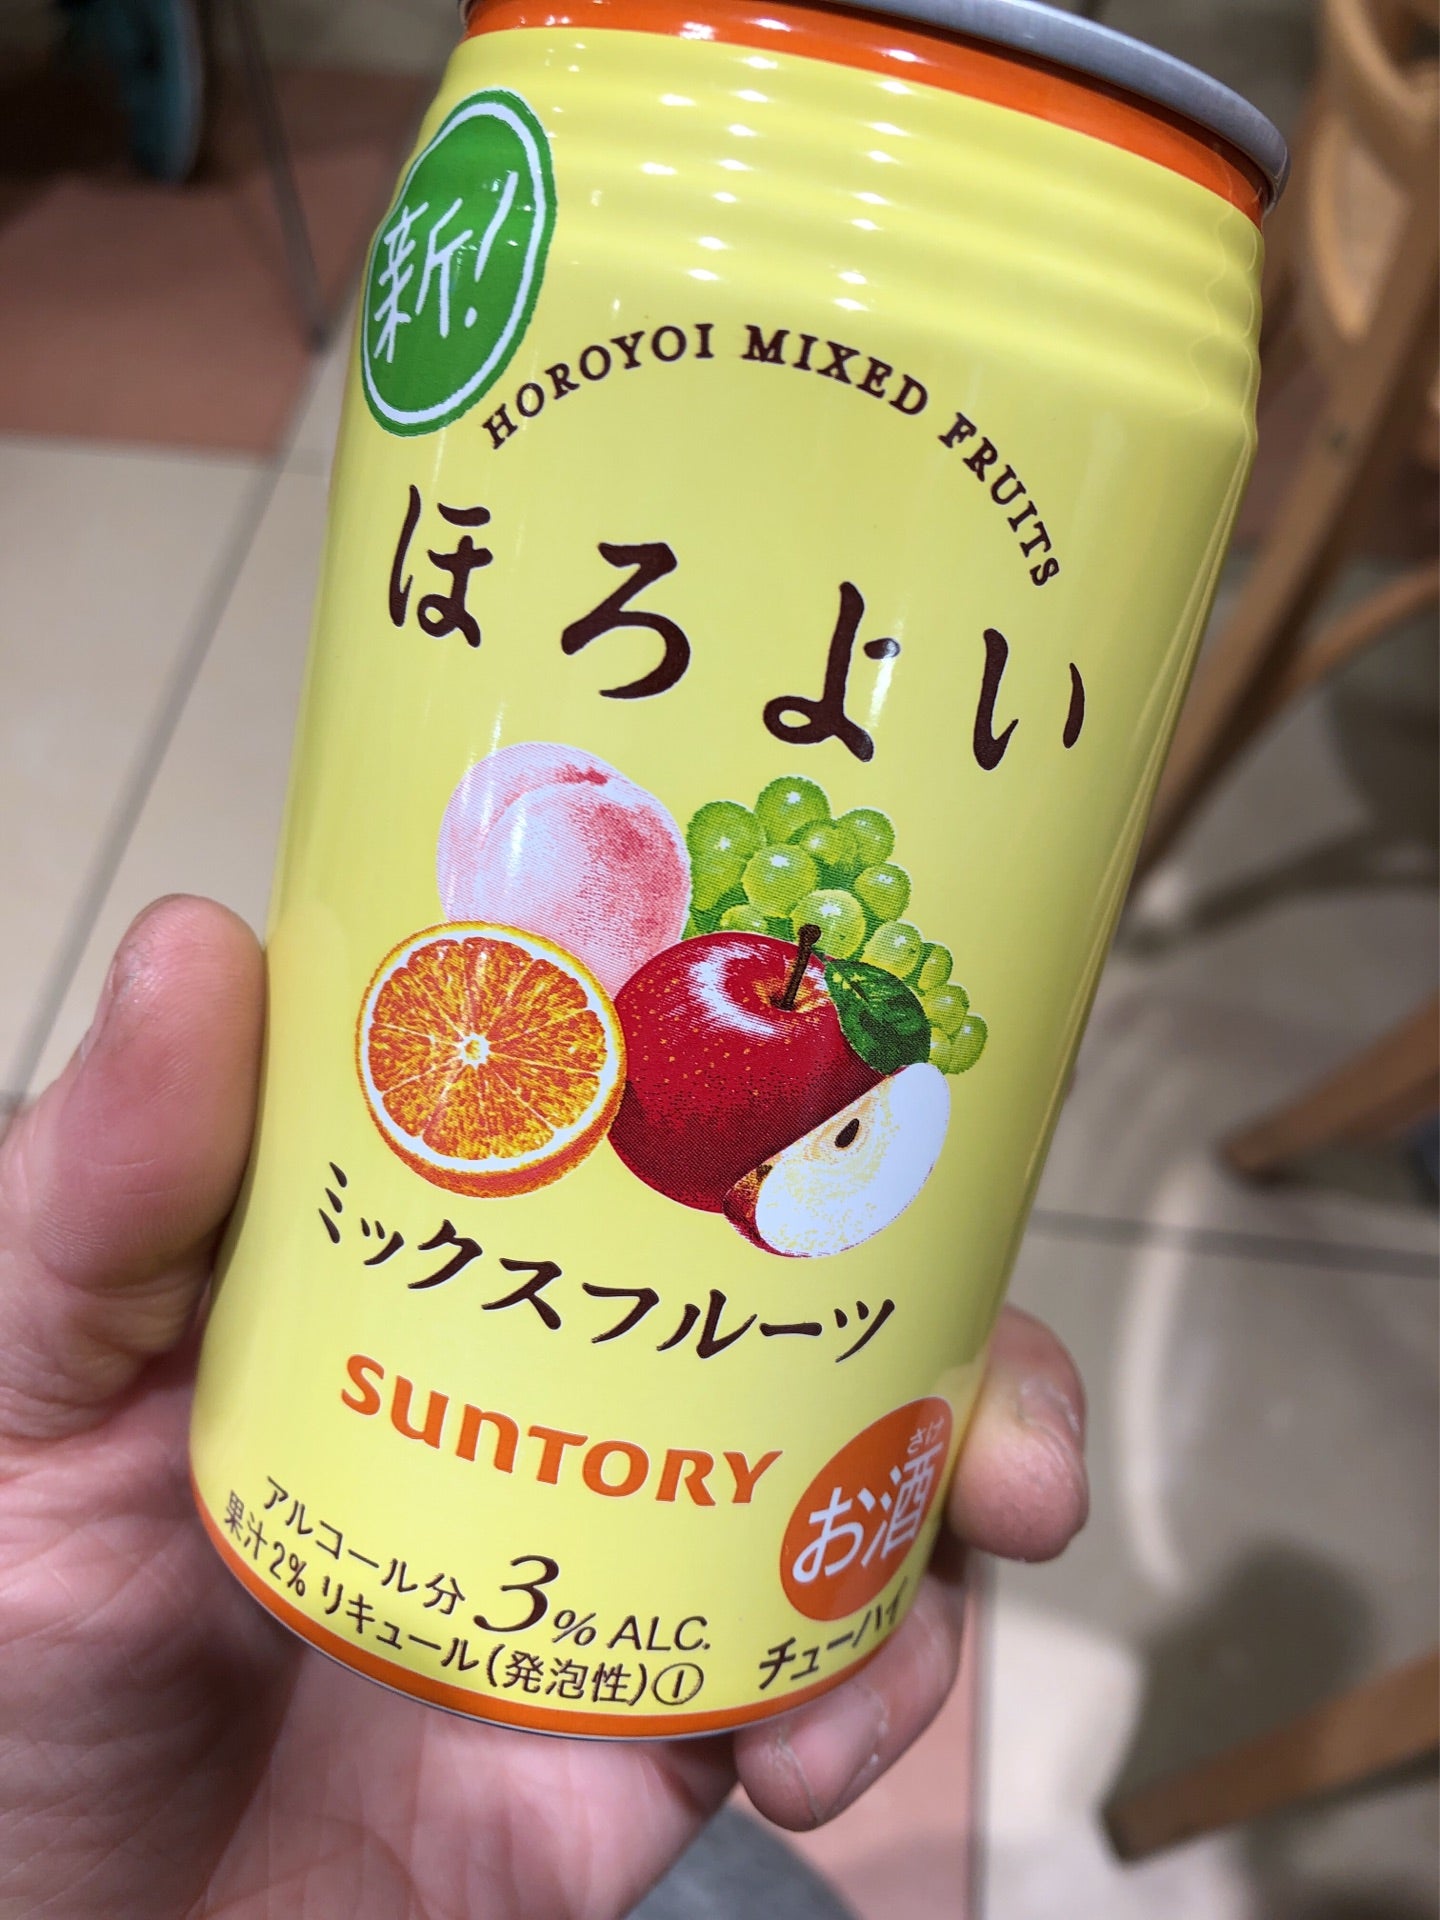 新!
HOROYOI MIXED FRUITS
ほろよい
ミックスフルーツ
SUNTORY
さけ
お酒
アルコール分 3% ALC.
果汁2% リキュール(発泡性)①
チューハイ